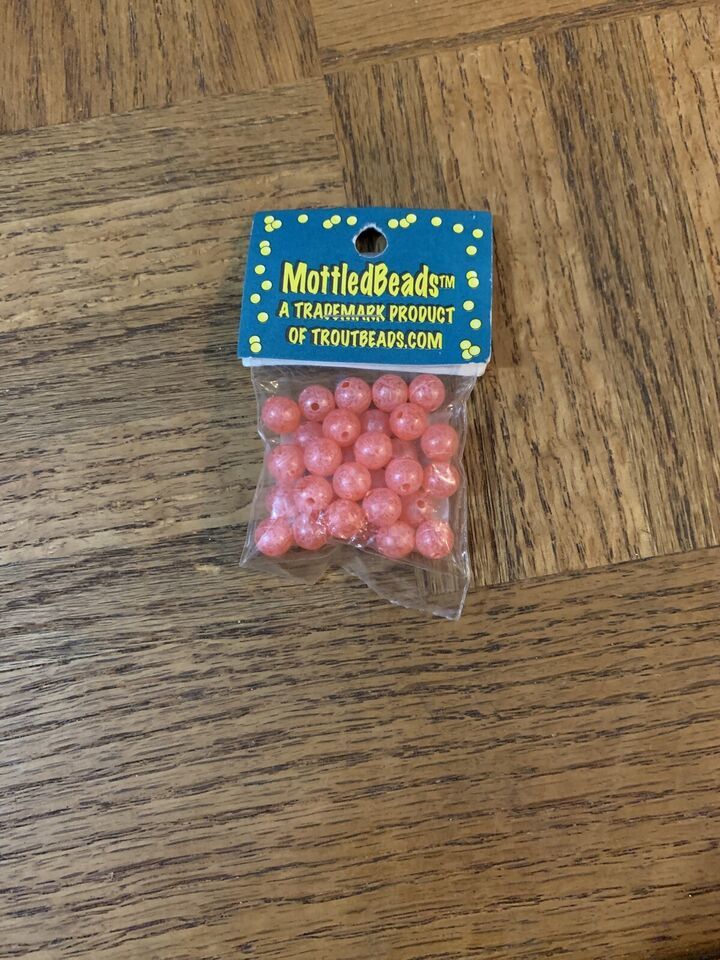 MottledBeads™
A TRADEMARK PRODUCT
OF TROUTBEADS.COM